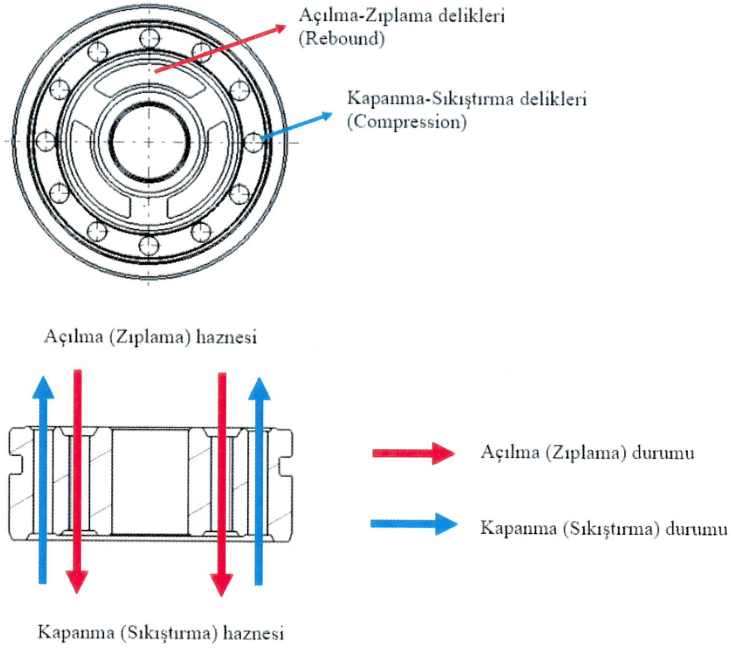 Açılma-Zıplama delikleri
(Rebound)
Kapanma-Sıkıştırma delikleri
(Compression)
Açılma (Zıplama) haznesi
Açılma (Zıplama) durumu
Kapanma (Sıkıştırma) durumu
Kapanma (Sıkıştırma) haznesi